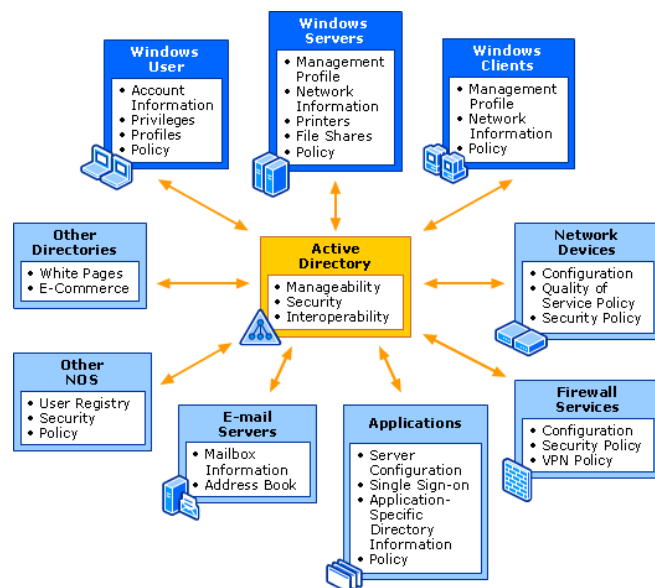 Windows
User
• Account
Information
• Privileges
• Profiles
• Policy
Windows
Servers
• Management
Profile
• Network
Information
• Printers
• File Shares
• Policy
Windows
Clients
• Management
Profile
• Network
Information
• Policy
Other
Directories
• White Pages
• E-Commerce
Active
Directory
• Manageability
• Security
• Interoperability
Network
Devices
• Configuration
• Quality of
Service Policy
• Security Policy
Other
NOS
• User Registry
• Security
• Policy
E-mail
Servers
• Mailbox
Information
• Address Book
Applications
• Server
Configuration
• Single Sign-on
• Application-
Specific
Directory
Information
• Policy
Firewall
Services
• Configuration
• Security Policy
• VPN Policy